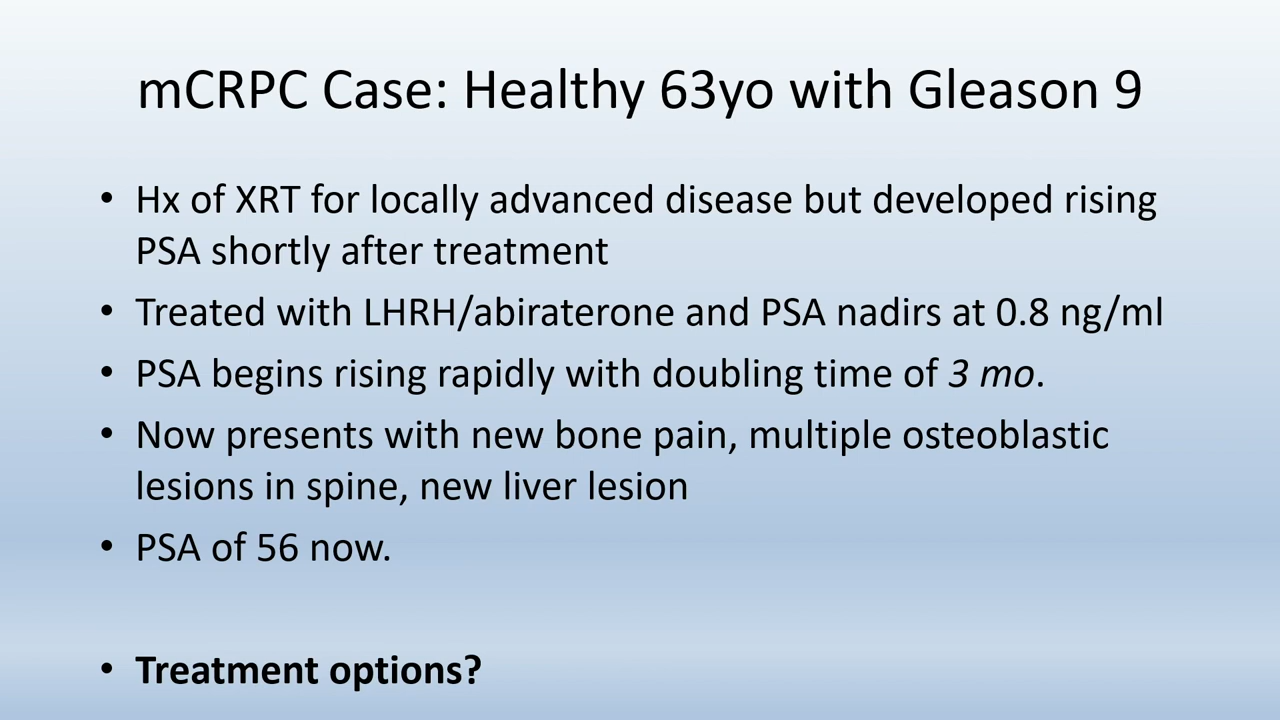 mCRPC Case: Healthy 63yo with Gleason 9
• Hx of XRT for locally advanced disease but developed rising
PSA shortly after treatment
• Treated with LHRH/abiraterone and PSA nadirs at 0.8 ng/ml
• PSA begins rising rapidly with doubling time of 3 mo.
• Now presents with new bone pain, multiple osteoblastic
lesions in spine, new liver lesion
• PSA of 56 now.
• Treatment options?